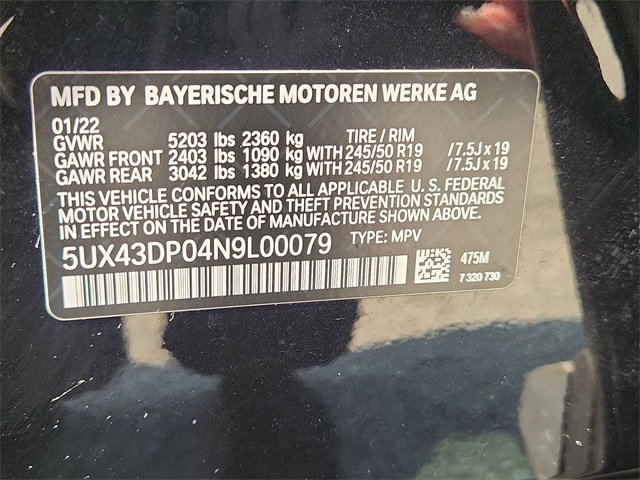 MFD BY BAYERISCHE MOTOREN WERKE AG
01/22
GVWR 5203 lbs 2360 kg TIRE / RIM
GAWR FRONT 2403 lbs 1090 kg WITH 245/50 R19 /7.5J x 19
GAWR REAR 3042 lbs 1380 kg WITH 245/50 R19 /7.5J x 19
THIS VEHICLE CONFORMS TO ALL APPLICABLE U. S. FEDERAL
MOTOR VEHICLE SAFETY AND THEFT PREVENTION STANDARDS
IN EFFECT ON THE DATE OF MANUFACTURE SHOWN ABOVE.
5UX43DP04N9L00079 TYPE: MPV
475M
7 320 730